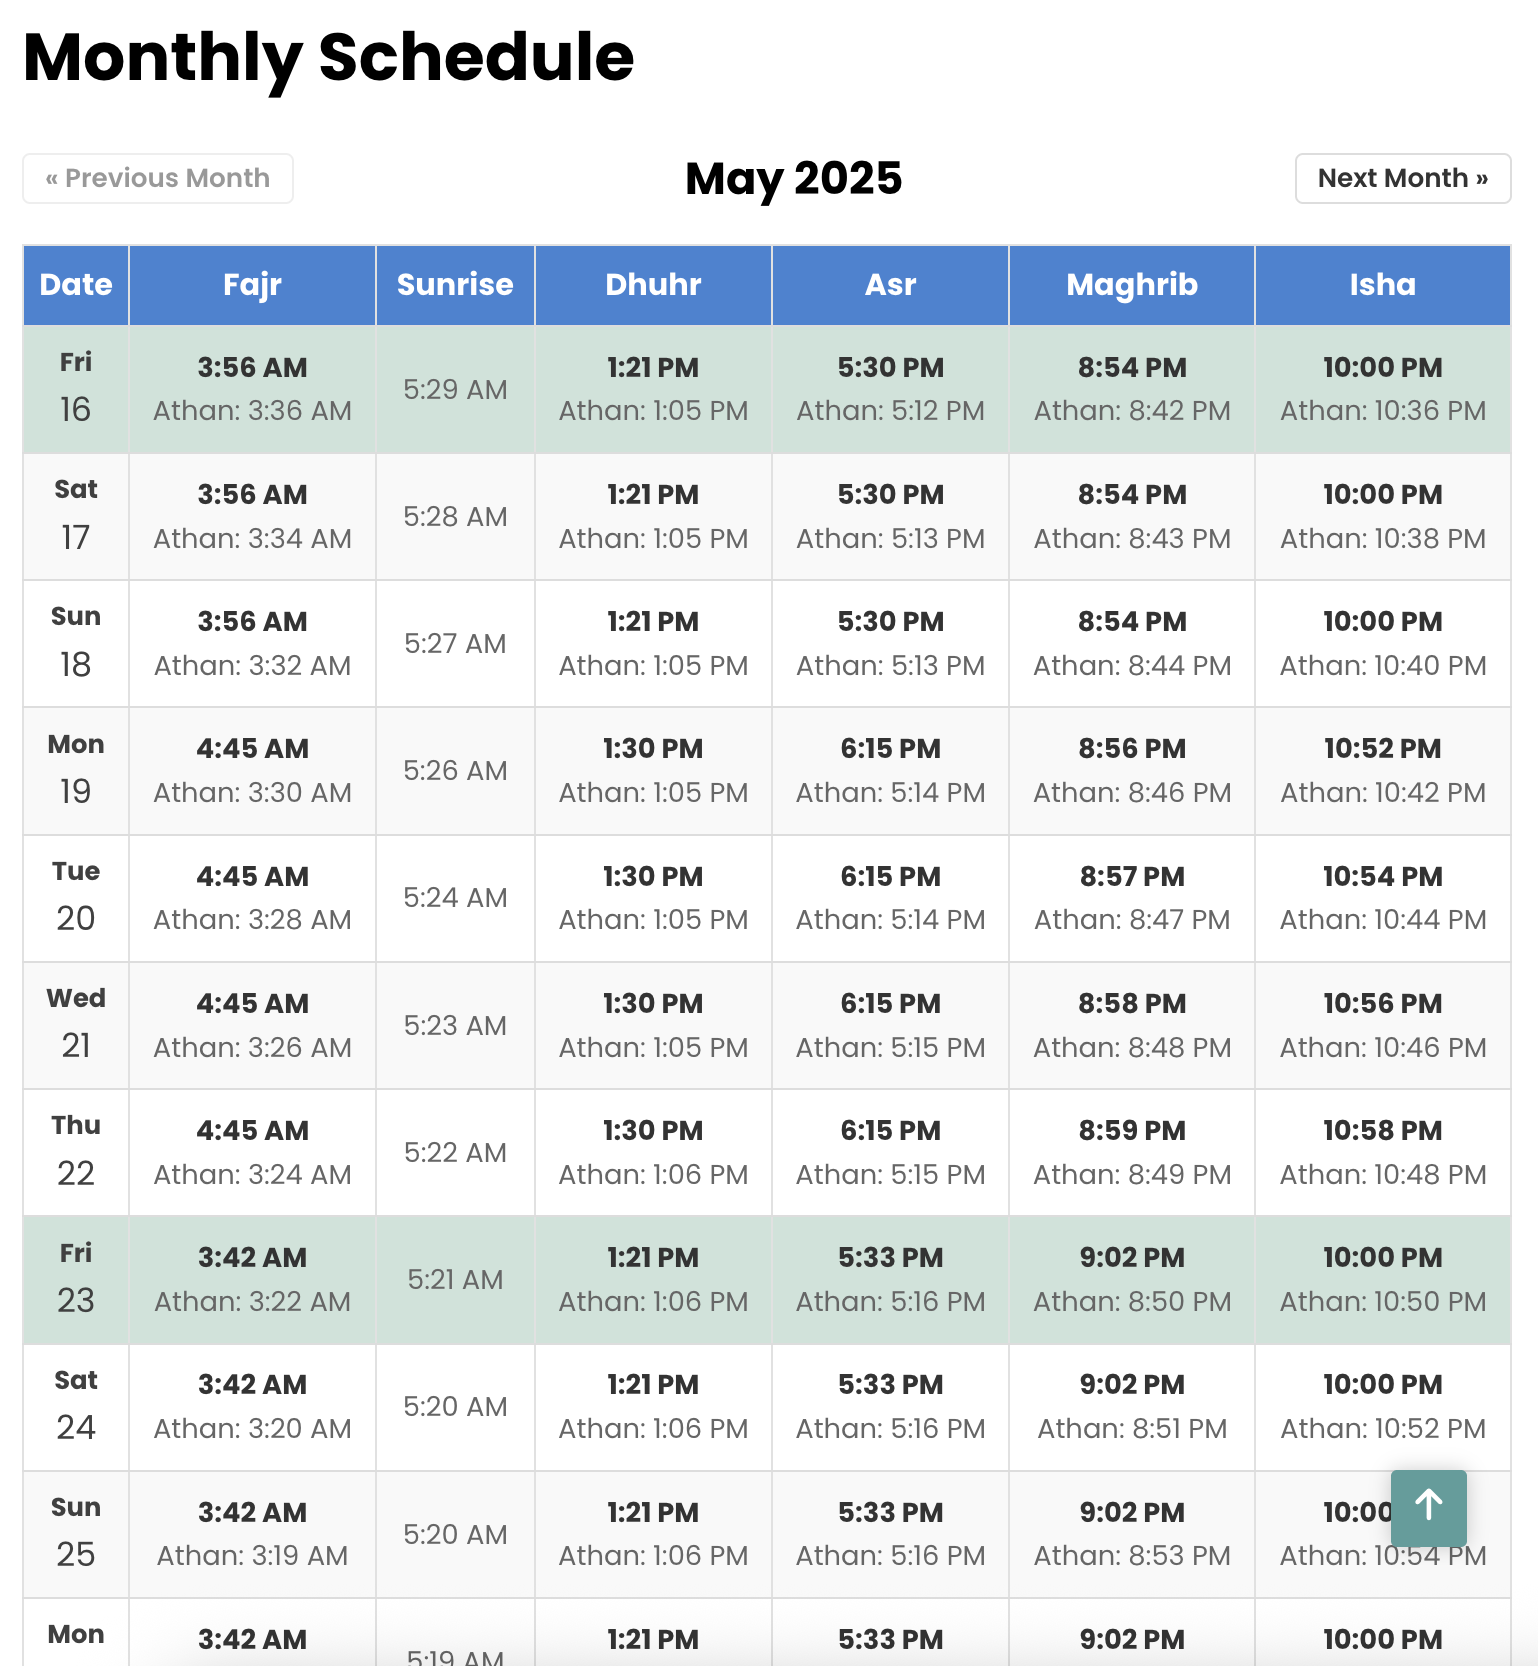 Monthly Schedule
« Previous Month May 2025 Next Month »
Date Fajr Sunrise Dhuhr Asr Maghrib Isha
Fri 3:56 AM 5:29 AM 1:21 PM 5:30 PM 8:54 PM 10:00 PM
16 Athan: 3:36 AM Athan: 1:05 PM Athan: 5:12 PM Athan: 8:42 PM Athan: 10:36 PM
Sat 3:56 AM 5:28 AM 1:21 PM 5:30 PM 8:54 PM 10:00 PM
17 Athan: 3:34 AM Athan: 1:05 PM Athan: 5:13 PM Athan: 8:43 PM Athan: 10:38 PM
Sun 3:56 AM 5:27 AM 1:21 PM 5:30 PM 8:54 PM 10:00 PM
18 Athan: 3:32 AM Athan: 1:05 PM Athan: 5:13 PM Athan: 8:44 PM Athan: 10:40 PM
Mon 4:45 AM 5:26 AM 1:30 PM 6:15 PM 8:56 PM 10:52 PM
19 Athan: 3:30 AM Athan: 1:05 PM Athan: 5:14 PM Athan: 8:46 PM Athan: 10:42 PM
Tue 4:45 AM 5:24 AM 1:30 PM 6:15 PM 8:57 PM 10:54 PM
20 Athan: 3:28 AM Athan: 1:05 PM Athan: 5:14 PM Athan: 8:47 PM Athan: 10:44 PM
Wed 4:45 AM 5:23 AM 1:30 PM 6:15 PM 8:58 PM 10:56 PM
21 Athan: 3:26 AM Athan: 1:05 PM Athan: 5:15 PM Athan: 8:48 PM Athan: 10:46 PM
Thu 4:45 AM 5:22 AM 1:30 PM 6:15 PM 8:59 PM 10:58 PM
22 Athan: 3:24 AM Athan: 1:06 PM Athan: 5:15 PM Athan: 8:49 PM Athan: 10:48 PM
Fri 3:42 AM 5:21 AM 1:21 PM 5:33 PM 9:02 PM 10:00 PM
23 Athan: 3:22 AM Athan: 1:06 PM Athan: 5:16 PM Athan: 8:50 PM Athan: 10:50 PM
Sat 3:42 AM 5:20 AM 1:21 PM 5:33 PM 9:02 PM 10:00 PM
24 Athan: 3:20 AM Athan: 1:06 PM Athan: 5:16 PM Athan: 8:51 PM Athan: 10:52 PM
Sun 3:42 AM 5:20 AM 1:21 PM 5:33 PM 9:02 PM 10:00
25 Athan: 3:19 AM Athan: 1:06 PM Athan: 5:16 PM Athan: 8:53 PM Athan: 10:54 PM
Mon 3:42 AM 5:19 AM 1:21 PM 5:33 PM 9:02 PM 10:00 PM